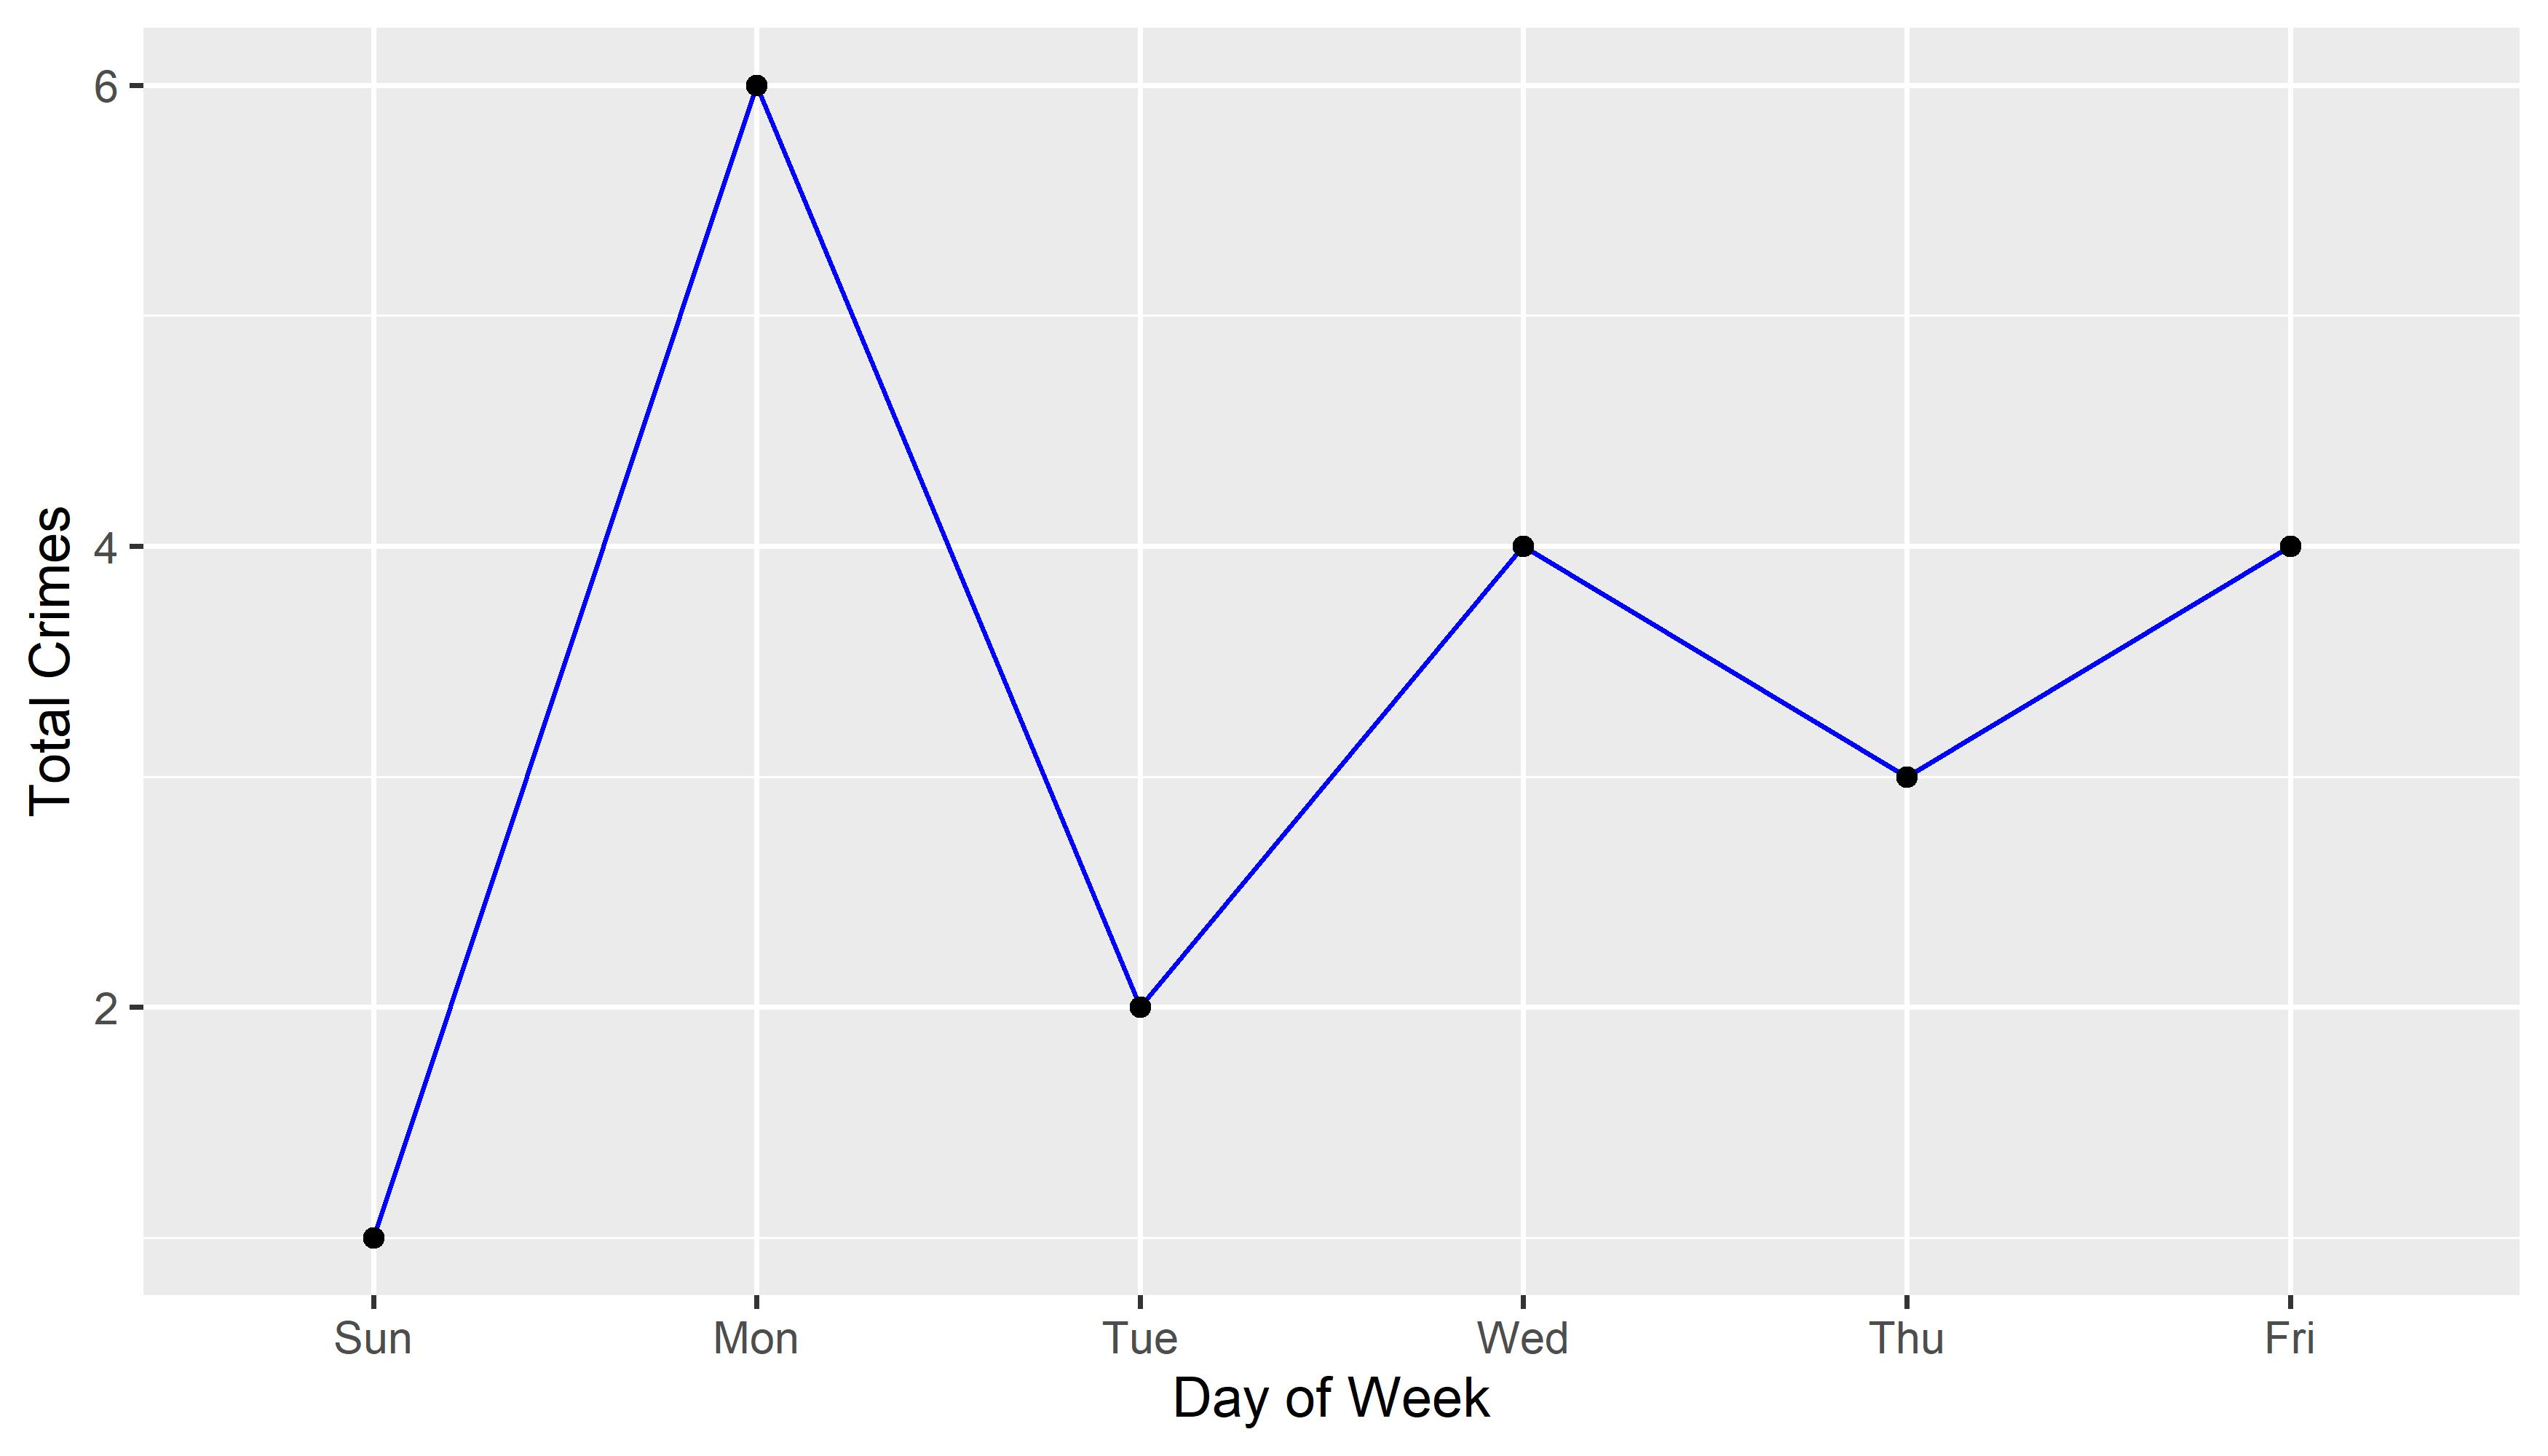 6
4
2
Total Crimes
Sun Mon Tue Wed Thu Fri
Day of Week